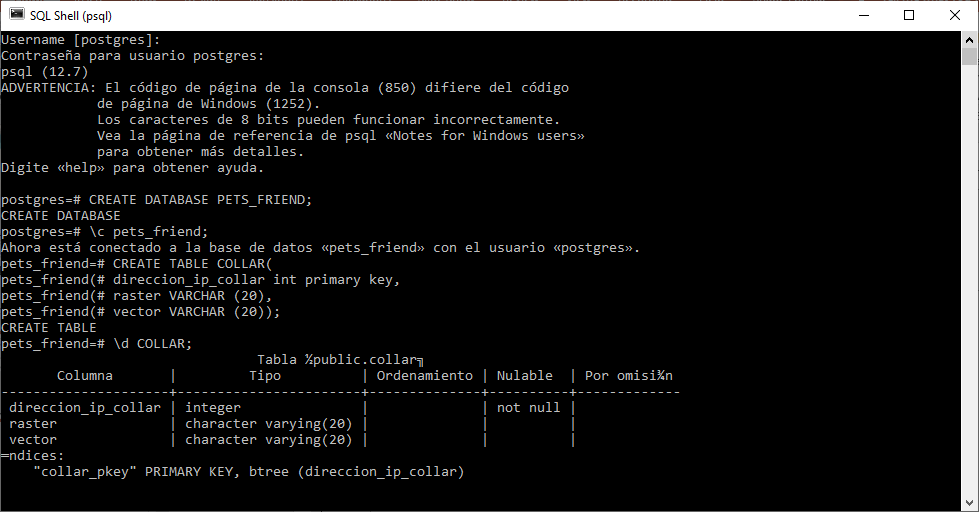 SQL Shell (psql)
Username [postgres]:
Contraseña para usuario postgres:
psql (12.7)
ADVERTENCIA: El código de página de la consola (850) difiere del código
            de página de Windows (1252).
            Los caracteres de 8 bits pueden funcionar incorrectamente.
            Vea la página de referencia de psql «Notes for Windows users»
            para obtener más detalles.
Digite «help» para obtener ayuda.

postgres=# CREATE DATABASE PETS_FRIEND;
CREATE DATABASE
postgres=# \c pets_friend;
Ahora está conectado a la base de datos «pets_friend» con el usuario «postgres».
pets_friend=# CREATE TABLE COLLAR(
pets_friend(# direccion_ip_collar int primary key,
pets_friend(# raster VARCHAR (20),
pets_friend(# vector VARCHAR (20));
CREATE TABLE
pets_friend=# \d COLLAR;
                                Tabla ½public.collar╗
       Columna       |         Tipo          | Ordenamiento | Nulable  | Por omisi¾n
---------------------+-----------------------+--------------+----------+-------------
 direccion_ip_collar | integer               |              | not null |
 raster              | character varying(20) |              |          |
 vector              | character varying(20) |              |          |
═ndices:
    "collar_pkey" PRIMARY KEY, btree (direccion_ip_collar)